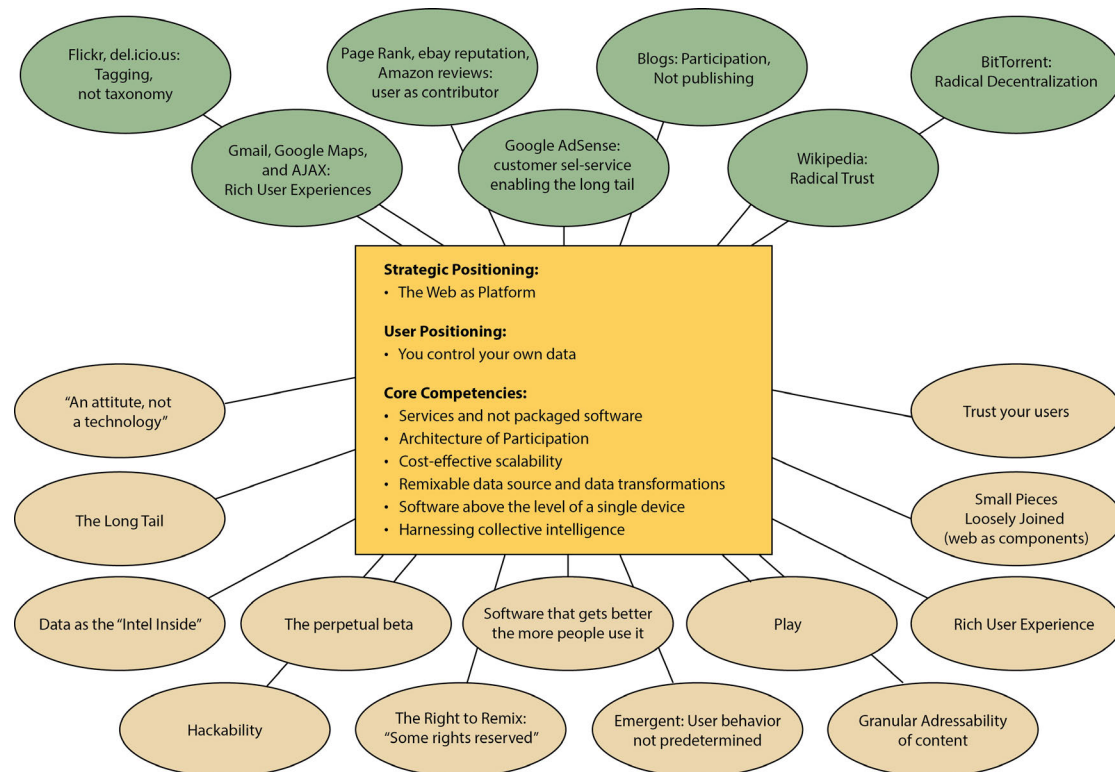 Flickr, del.icio.us:
Tagging,
not taxonomy
Page Rank, ebay reputation,
Amazon reviews:
user as contributor
Blogs: Participation,
Not publishing
BitTorrent:
Radical Decentralization
Gmail, Google Maps,
and AJAX:
Rich User Experiences
Google AdSense:
customer sel-service
enabling the long tail
Wikipedia:
Radical Trust
Strategic Positioning:
• The Web as Platform
User Positioning:
• You control your own data
Core Competencies:
• Services and not packaged software
• Architecture of Participation
• Cost-effective scalability
• Remixable data source and data transformations
• Software above the level of a single device
• Harnessing collective intelligence
“An attitute, not
a technology”
Trust your users
The Long Tail
Small Pieces
Loosely Joined
(web as components)
Data as the “Intel Inside”
The perpetual beta
Software that gets better
the more people use it
Play
Rich User Experience
Hackability
The Right to Remix:
“Some rights reserved”
Emergent: User behavior
not predetermined
Granular Adressability
of content